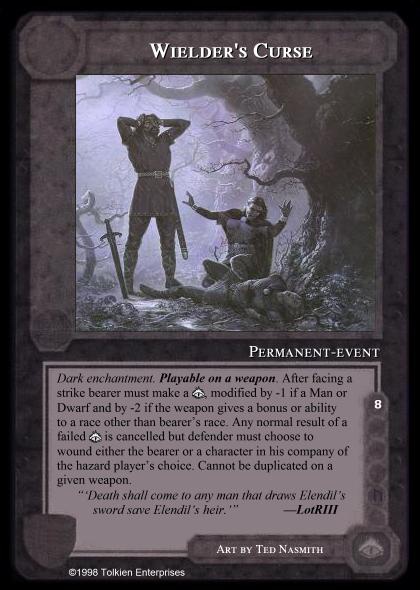 WIELDER'S CURSE
PERMANENT-EVENT
Dark enchantment. Playable on a weapon. After facing a
strike bearer must make a , modified by -1 if a Man or
Dwarf and by -2 if the weapon gives a bonus or ability
to a race other than bearer's race. Any normal result of a
failed is cancelled but defender must choose to
wound either the bearer or a character in his company of
the hazard player's choice. Cannot be duplicated on a
given weapon.
8
“‘Death shall come to any man that draws Elendil's
sword save Elendil's heir.’” —LotRIII
ART BY TED NASMITH
©1998 Tolkien Enterprises